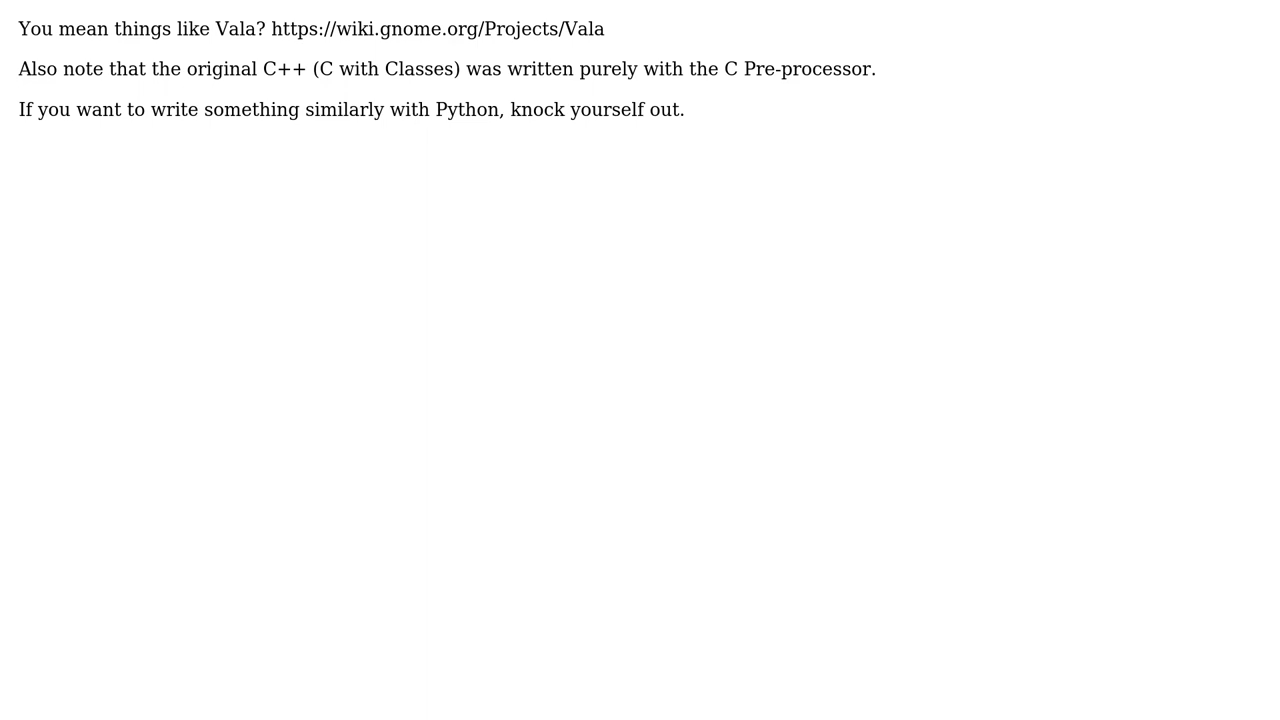 You mean things like Vala? https://wiki.gnome.org/Projects/Vala
Also note that the original C++ (C with Classes) was written purely with the C Pre-processor.
If you want to write something similarly with Python, knock yourself out.